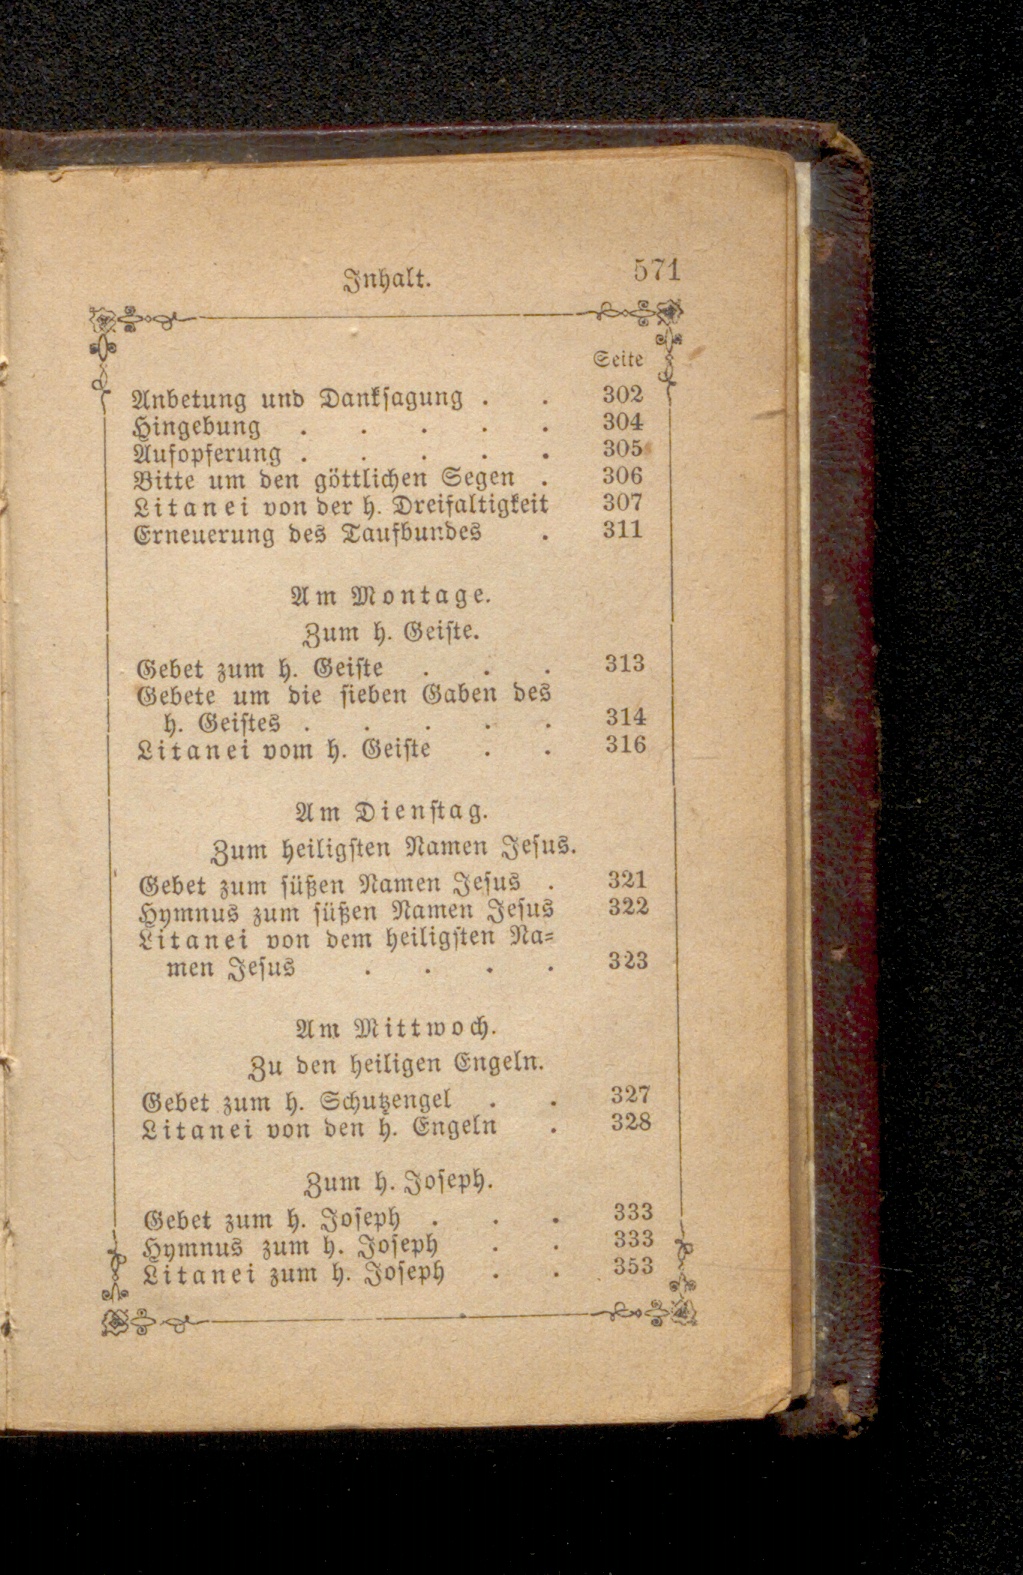 Inhalt. 571
Seite
Anbetung und Danksagung . . 302
Hingebung . . . . . 304
Aufopferung . . . . . 305
Bitte um den göttlichen Segen . 306
Litanei von der h. Dreifaltigkeit 307
Erneuerung des Taufbundes . 311
Am Montage.
Zum h. Geiste.
Gebet zum h. Geiste . . . 313
Gebete um die sieben Gaben des
h. Geistes . . . . . 314
Litanei vom h. Geiste . . 316
Am Dienstag.
Zum heiligsten Namen Jesus.
Gebet zum süßen Namen Jesus . 321
Hymnus zum süßen Namen Jesus 322
Litanei von dem heiligsten Na-
men Jesus . . . . 323
Am Mittwoch.
Zu den heiligen Engeln.
Gebet zum h. Schutzengel . . 327
Litanei von den h. Engeln . 328
Zum h. Joseph.
Gebet zum h. Joseph . . . 333
Hymnus zum h. Joseph . . 333
Litanei zum h. Joseph . . 353